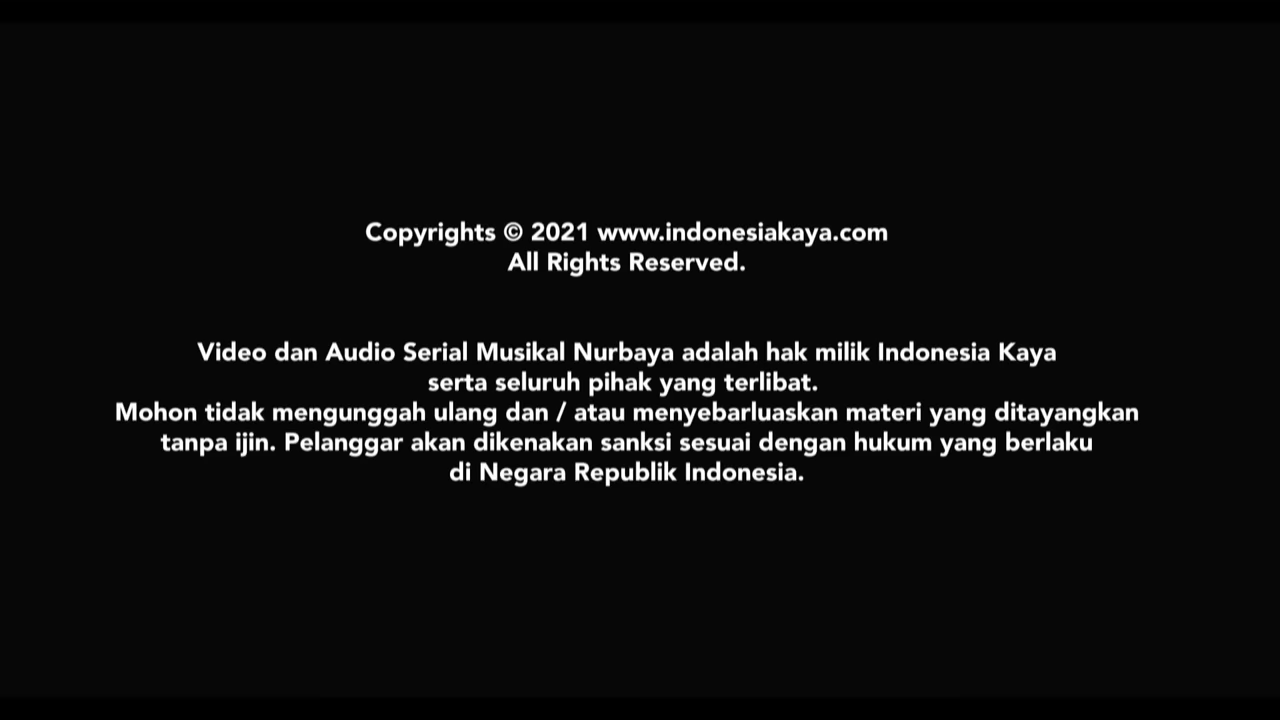 Copyrights © 2021 www.indonesiakaya.com
All Rights Reserved.
Video dan Audio Serial Musikal Nurbaya adalah hak milik Indonesia Kaya
serta seluruh pihak yang terlibat.
Mohon tidak mengunggah ulang dan / atau menyebarluaskan materi yang ditayangkan
tanpa ijin. Pelanggar akan dikenakan sanksi sesuai dengan hukum yang berlaku
di Negara Republik Indonesia.